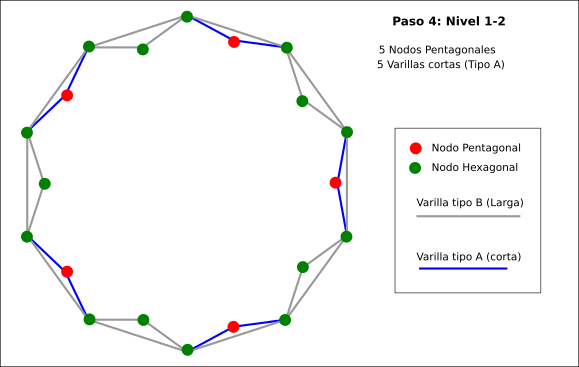 Paso 4: Nivel 1-2
5 Nodos Pentagonales
5 Varillas cortas (Tipo A)
Nodo Pentagonal
Nodo Hexagonal
Varilla tipo B (Larga)
Varilla tipo A (corta)